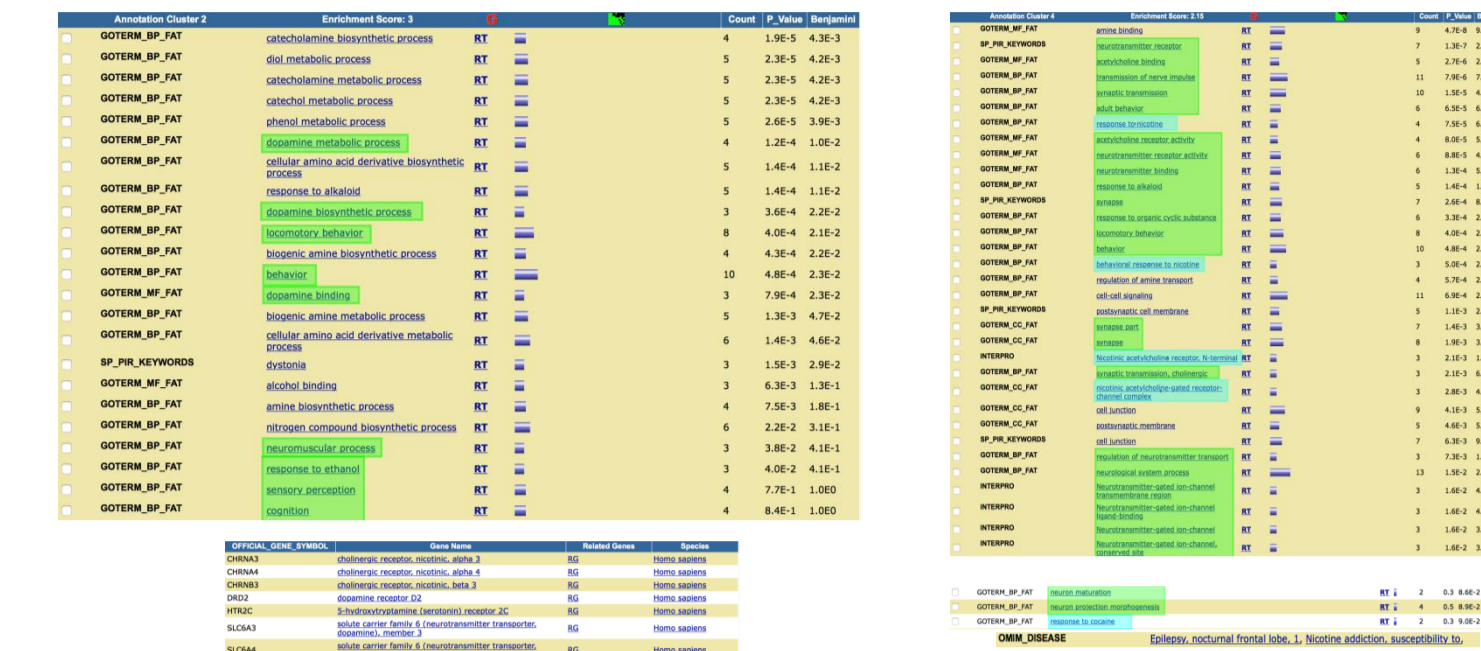 Annotation Cluster 2 Enrichment Score: 3 G Count P_Value Benjamini
GOTERM_BP_FAT catecholamine biosynthetic process RT 4 1.9E-5 4.3E-3
GOTERM_BP_FAT diol metabolic process RT 5 2.3E-5 4.2E-3
GOTERM_BP_FAT catecholamine metabolic process RT 5 2.3E-5 4.2E-3
GOTERM_BP_FAT catechol metabolic process RT 5 2.3E-5 4.2E-3
GOTERM_BP_FAT phenol metabolic process RT 5 2.6E-5 3.9E-3
GOTERM_BP_FAT dopamine metabolic process RT 4 1.2E-4 1.0E-2
GOTERM_BP_FAT cellular amino acid derivative biosynthetic
process RT 5 1.4E-4 1.1E-2
GOTERM_BP_FAT response to alkaloid RT 5 1.4E-4 1.1E-2
GOTERM_BP_FAT dopamine biosynthetic process RT 3 3.6E-4 2.2E-2
GOTERM_BP_FAT locomotory behavior RT 8 4.0E-4 2.1E-2
GOTERM_BP_FAT biogenic amine biosynthetic process RT 4 4.3E-4 2.2E-2
GOTERM_BP_FAT behavior RT 10 4.8E-4 2.3E-2
GOTERM_MF_FAT dopamine binding RT 3 7.9E-4 2.3E-2
GOTERM_BP_FAT biogenic amine metabolic process RT 5 1.3E-3 4.7E-2
GOTERM_BP_FAT cellular amino acid derivative metabolic
process RT 6 1.4E-3 4.6E-2
SP_PIR_KEYWORDS dystonia RT 3 1.5E-3 2.9E-2
GOTERM_MF_FAT alcohol binding RT 3 6.3E-3 1.3E-1
GOTERM_BP_FAT amine biosynthetic process RT 4 7.5E-3 1.8E-1
GOTERM_BP_FAT nitrogen compound biosynthetic process RT 6 2.2E-2 3.1E-1
GOTERM_BP_FAT neuromuscular process RT 3 3.8E-2 4.1E-1
GOTERM_BP_FAT response to ethanol RT 3 4.0E-2 4.1E-1
GOTERM_BP_FAT sensory perception RT 4 7.7E-1 1.0E0
GOTERM_BP_FAT cognition RT 4 8.4E-1 1.0E0
OFFICIAL_GENE_SYMBOL Gene Name Related Genes Species
CHRNA3 cholinergic receptor, nicotinic, alpha 3 RG Homo sapiens
CHRNA4 cholinergic receptor, nicotinic, alpha 4 RG Homo sapiens
CHRNB3 cholinergic receptor, nicotinic, beta 3 RG Homo sapiens
DRD2 dopamine receptor D2 RG Homo sapiens
HTR2C 5-hydroxytryptamine (serotonin) receptor 2C RG Homo sapiens
SLC6A3 solute carrier family 6 (neurotransmitter transporter,
dopamine), member 3 RG Homo sapiens
SLC6A4 solute carrier family 6 (neurotransmitter transporter, RG Homo sapiens
Annotation Cluster 4 Enrichment Score: 2.15 G Count P_Value
GOTERM_MF_FAT amine binding RT 9 4.7E-8
SP_PIR_KEYWORDS neurotransmitter receptor RT 7 1.3E-7
GOTERM_MF_FAT acetylcholine binding RT 5 2.7E-6
GOTERM_BP_FAT transmission of nerve impulse RT 11 7.9E-6
GOTERM_BP_FAT synaptic transmission RT 10 1.5E-5
GOTERM_BP_FAT adult behavior RT 6 6.5E-5
GOTERM_BP_FAT response to nicotine RT 4 7.5E-5
GOTERM_MF_FAT acetylcholine receptor activity RT 4 8.0E-5
GOTERM_MF_FAT neurotransmitter receptor activity RT 6 8.8E-5
GOTERM_MF_FAT neurotransmitter binding RT 6 1.3E-4
GOTERM_BP_FAT response to alkaloid RT 5 1.4E-4
SP_PIR_KEYWORDS synapse RT 7 2.6E-4
GOTERM_BP_FAT response to organic cyclic substance RT 6 3.3E-4
GOTERM_BP_FAT locomotory behavior RT 8 4.0E-4
GOTERM_BP_FAT behavior RT 10 4.8E-4
GOTERM_BP_FAT behavioral response to nicotine RT 3 5.0E-4
GOTERM_BP_FAT regulation of amine transport RT 4 5.7E-4
GOTERM_BP_FAT cell-cell signaling RT 11 6.9E-4
SP_PIR_KEYWORDS postsynaptic cell membrane RT 5 1.1E-3
GOTERM_CC_FAT synapse part RT 7 1.4E-3
GOTERM_CC_FAT synapse RT 8 1.9E-3
INTERPRO Nicotinic acetylcholine receptor, N-terminal RT 3 2.1E-3
GOTERM_BP_FAT synaptic transmission, cholinergic RT 3 2.1E-3
GOTERM_CC_FAT nicotinic acetylcholine-gated receptor-
channel complex RT 3 2.8E-3
GOTERM_CC_FAT cell junction RT 9 4.1E-3
GOTERM_CC_FAT postsynaptic membrane RT 5 4.6E-3
SP_PIR_KEYWORDS cell junction RT 7 6.3E-3
GOTERM_BP_FAT regulation of neurotransmitter transport RT 3 7.3E-3
GOTERM_BP_FAT neurological system process RT 13 1.5E-2
INTERPRO Neurotransmitter-gated ion-channel
transmembrane region RT 3 1.6E-2
INTERPRO Neurotransmitter-gated ion-channel
ligand-binding RT 3 1.6E-2
INTERPRO Neurotransmitter-gated ion-channel RT 3 1.6E-2
INTERPRO Neurotransmitter-gated ion-channel,
conserved site RT 3 1.6E-2
GOTERM_BP_FAT neuron maturation RT 2 0.3 8.6E-2
GOTERM_BP_FAT neuron projection morphogenesis RT 4 0.5 8.9E-2
GOTERM_BP_FAT response to cocaine RT 2 0.3 9.0E-2
OMIM_DISEASE Epilepsy, nocturnal frontal lobe, 1, Nicotine addiction, susceptibility to,